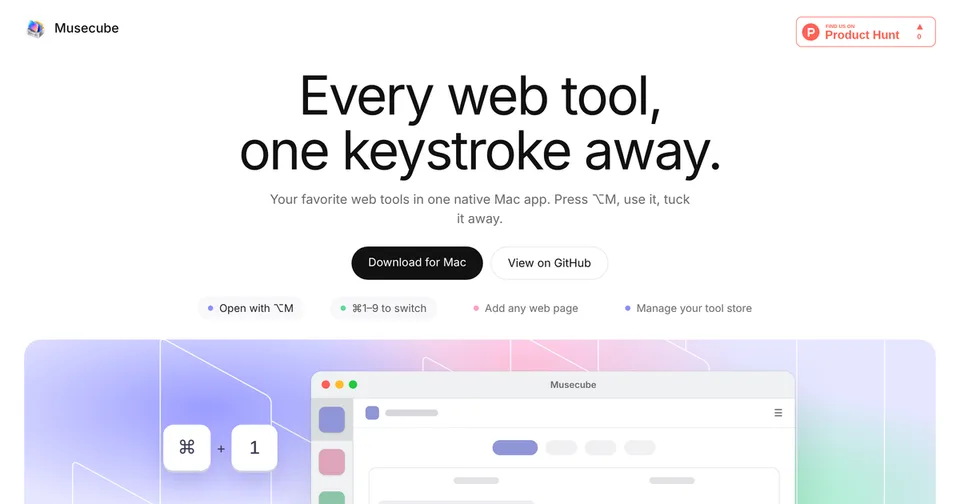 Musecube
FIND US ON
Product Hunt
P
▲
0
Every web tool,
one keystroke away.
Your favorite web tools in one native Mac app. Press ⌥M, use it, tuck
it away.
Download for Mac
View on GitHub
Open with ⌥M
⌘1–9 to switch
Add any web page
Manage your tool store
Musecube
⌘ + 1